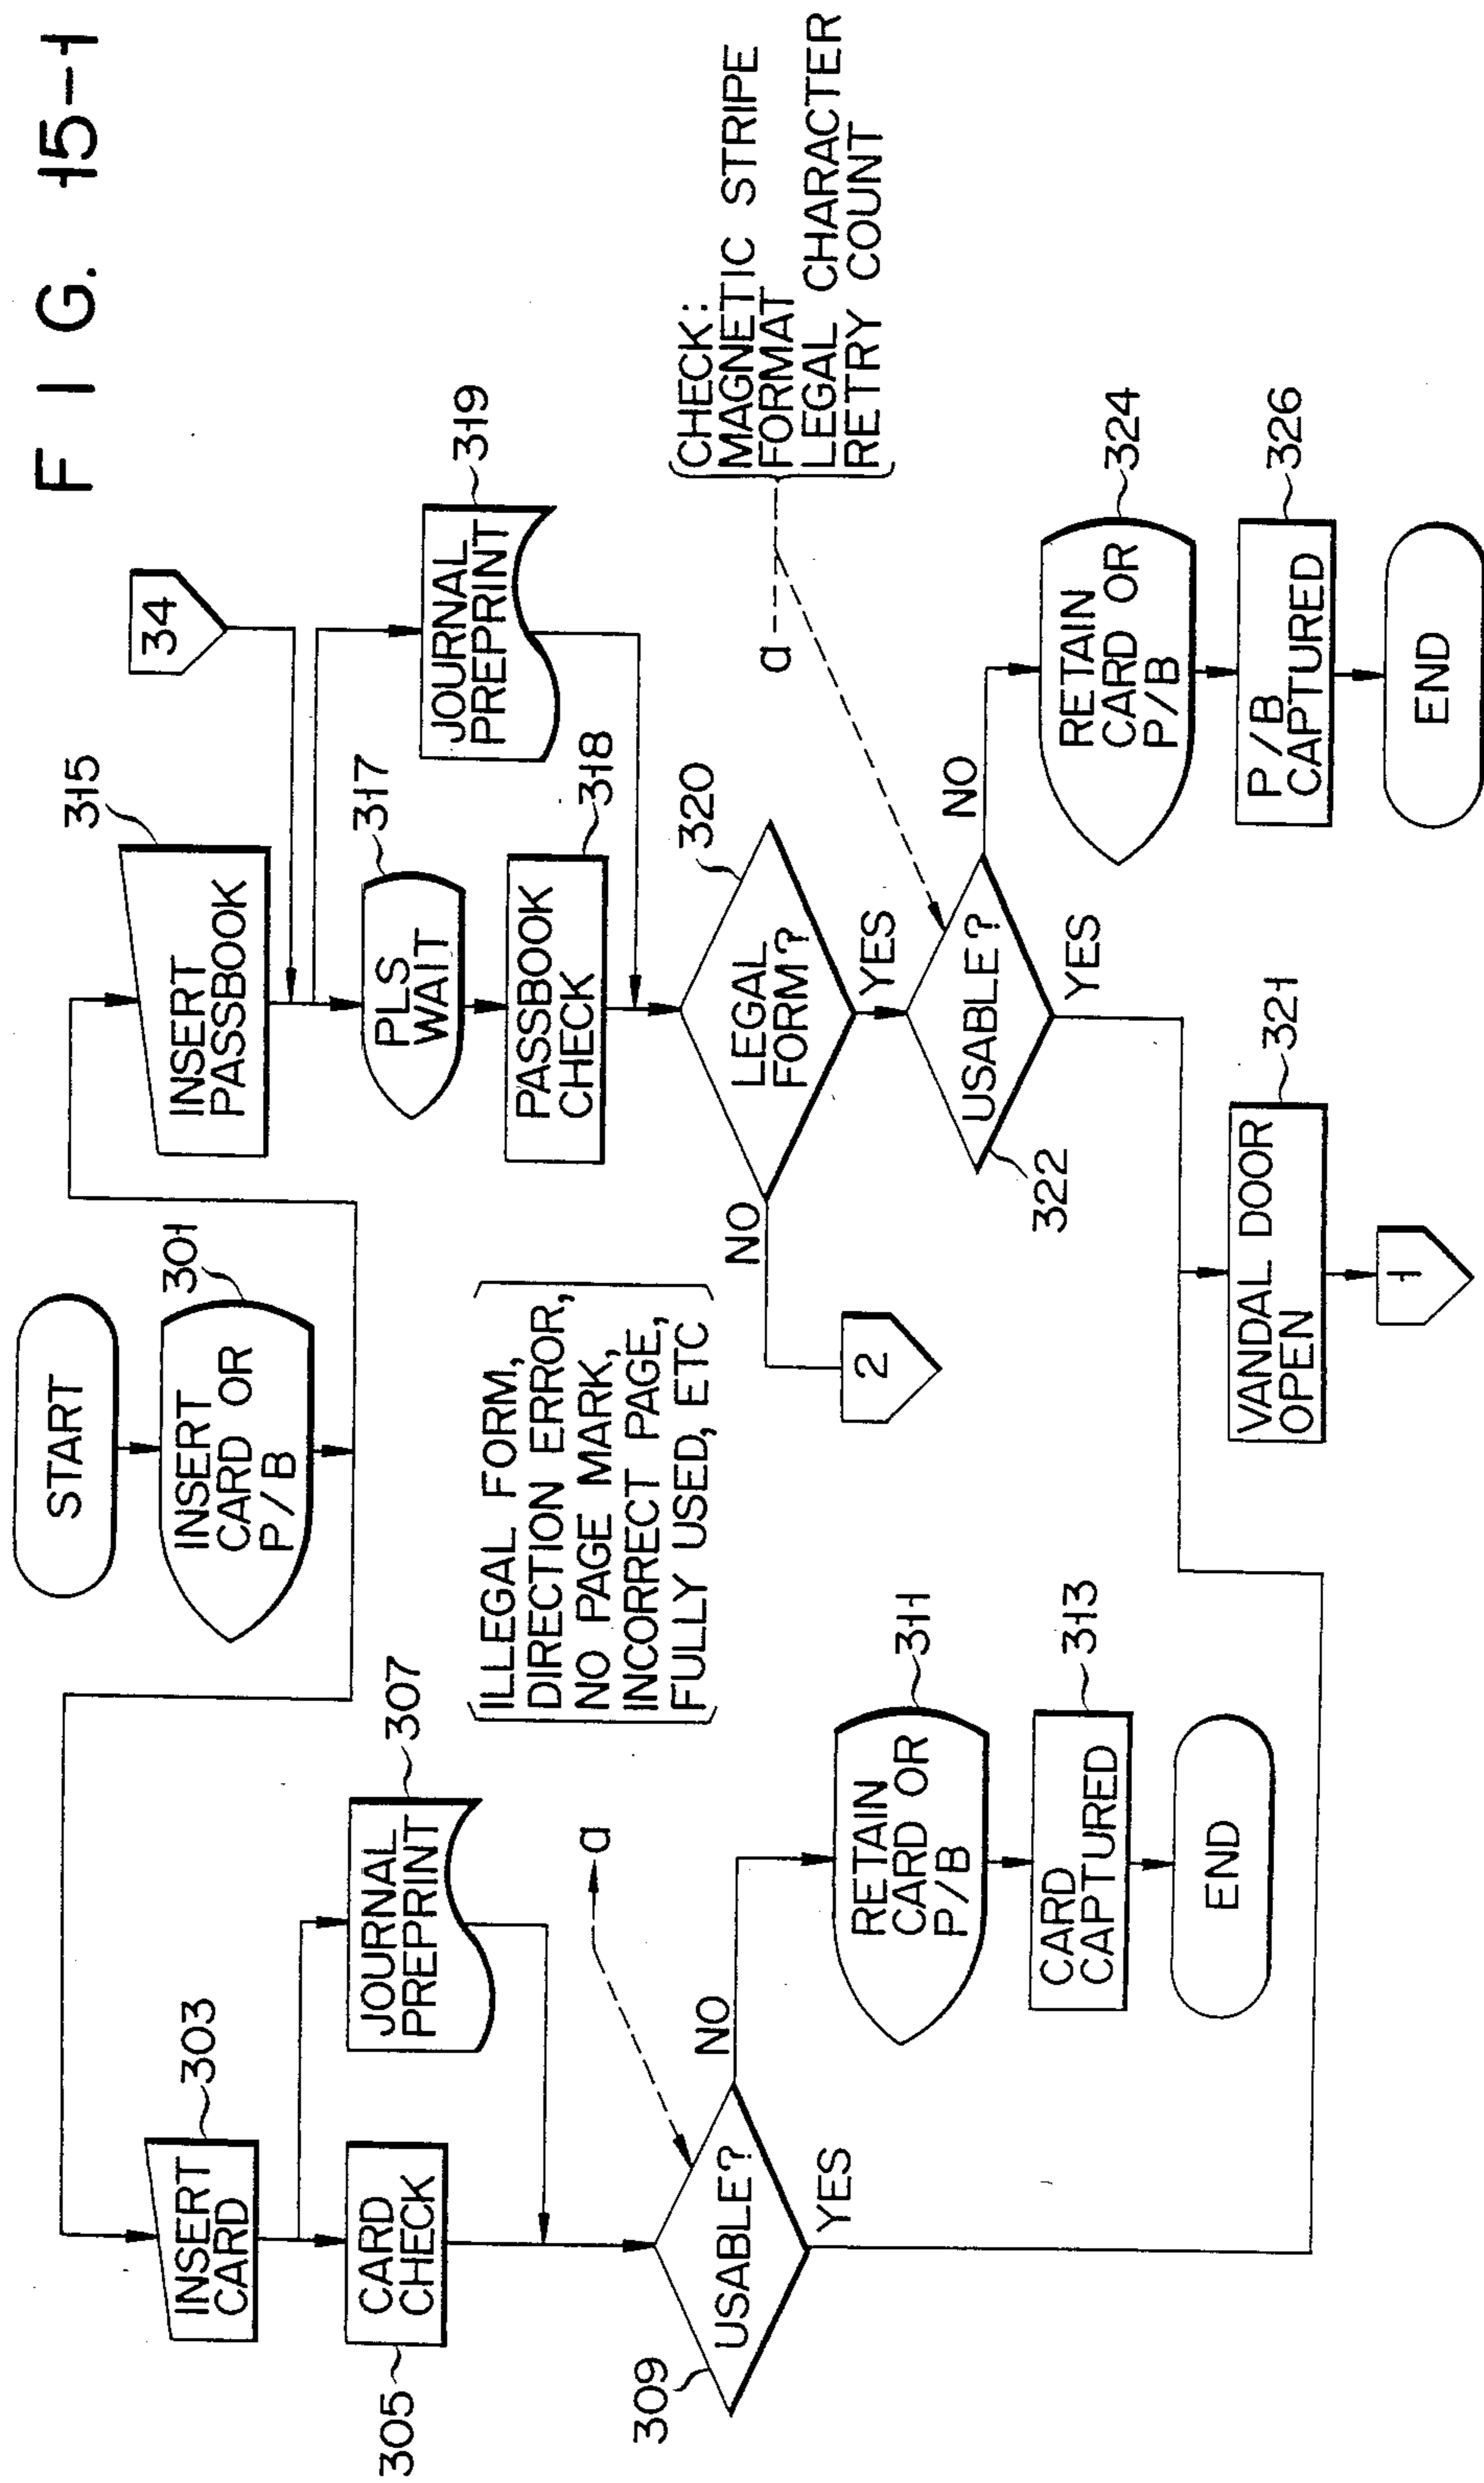 F I G. 15-1
START
INSERT
CARD OR
P/B
301
INSERT
CARD
303
CARD
CHECK
305
JOURNAL
PREPRINT
307
USABLE?
309
a
NO
YES
RETAIN
CARD OR
P/B
311
CARD
CAPTURED
313
END
INSERT
PASSBOOK
315
34
PLS
WAIT
317
PASSBOOK
CHECK
318
JOURNAL
PREPRINT
319
LEGAL
FORM?
320
NO
YES
2
ILLEGAL FORM,
DIRECTION ERROR,
NO PAGE MARK,
INCORRECT PAGE,
FULLY USED, ETC
USABLE?
322
a
CHECK:
MAGNETIC STRIPE
FORMAT
LEGAL CHARACTER
RETRY COUNT
NO
YES
RETAIN
CARD OR
P/B
324
P/B
CAPTURED
326
END
VANDAL DOOR
OPEN
321
1